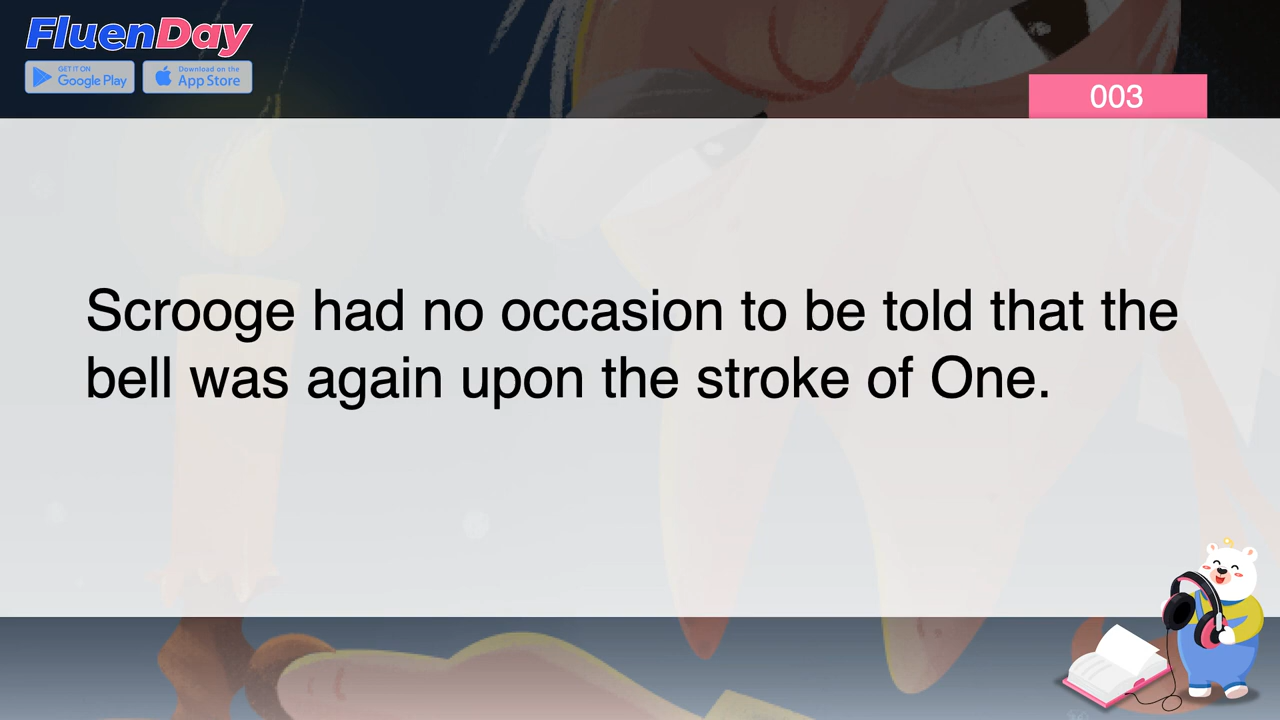 FluenDay
GET IT ON
Google Play
Download on the
App Store
003
Scrooge had no occasion to be told that the
bell was again upon the stroke of One.